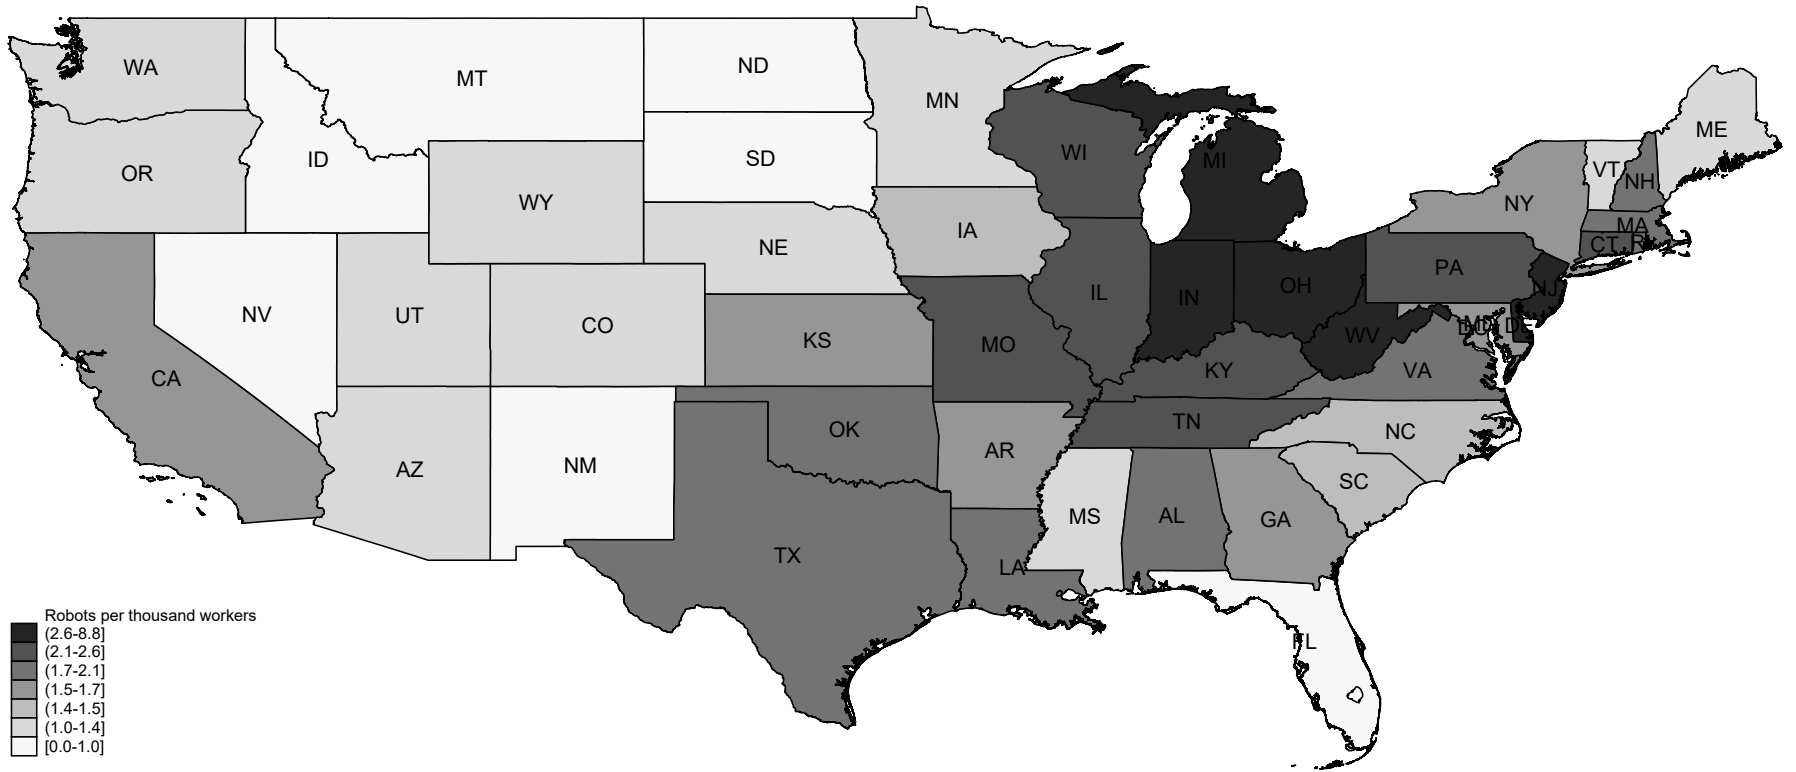 WA
MT
ND
MN
ME
OR
ID
SD
WI
MI
VT
NH
WY
NY
MA
IA
CT
RI
NE
PA
NV
UT
CO
IL
IN
OH
NJ
KS
MO
WV
MD
DC
DE
CA
KY
VA
OK
TN
NC
AZ
NM
AR
SC
MS
AL
GA
TX
LA
FL
Robots per thousand workers
(2.6-8.8]
(2.1-2.6]
(1.7-2.1]
(1.5-1.7]
(1.4-1.5]
(1.0-1.4]
[0.0-1.0]